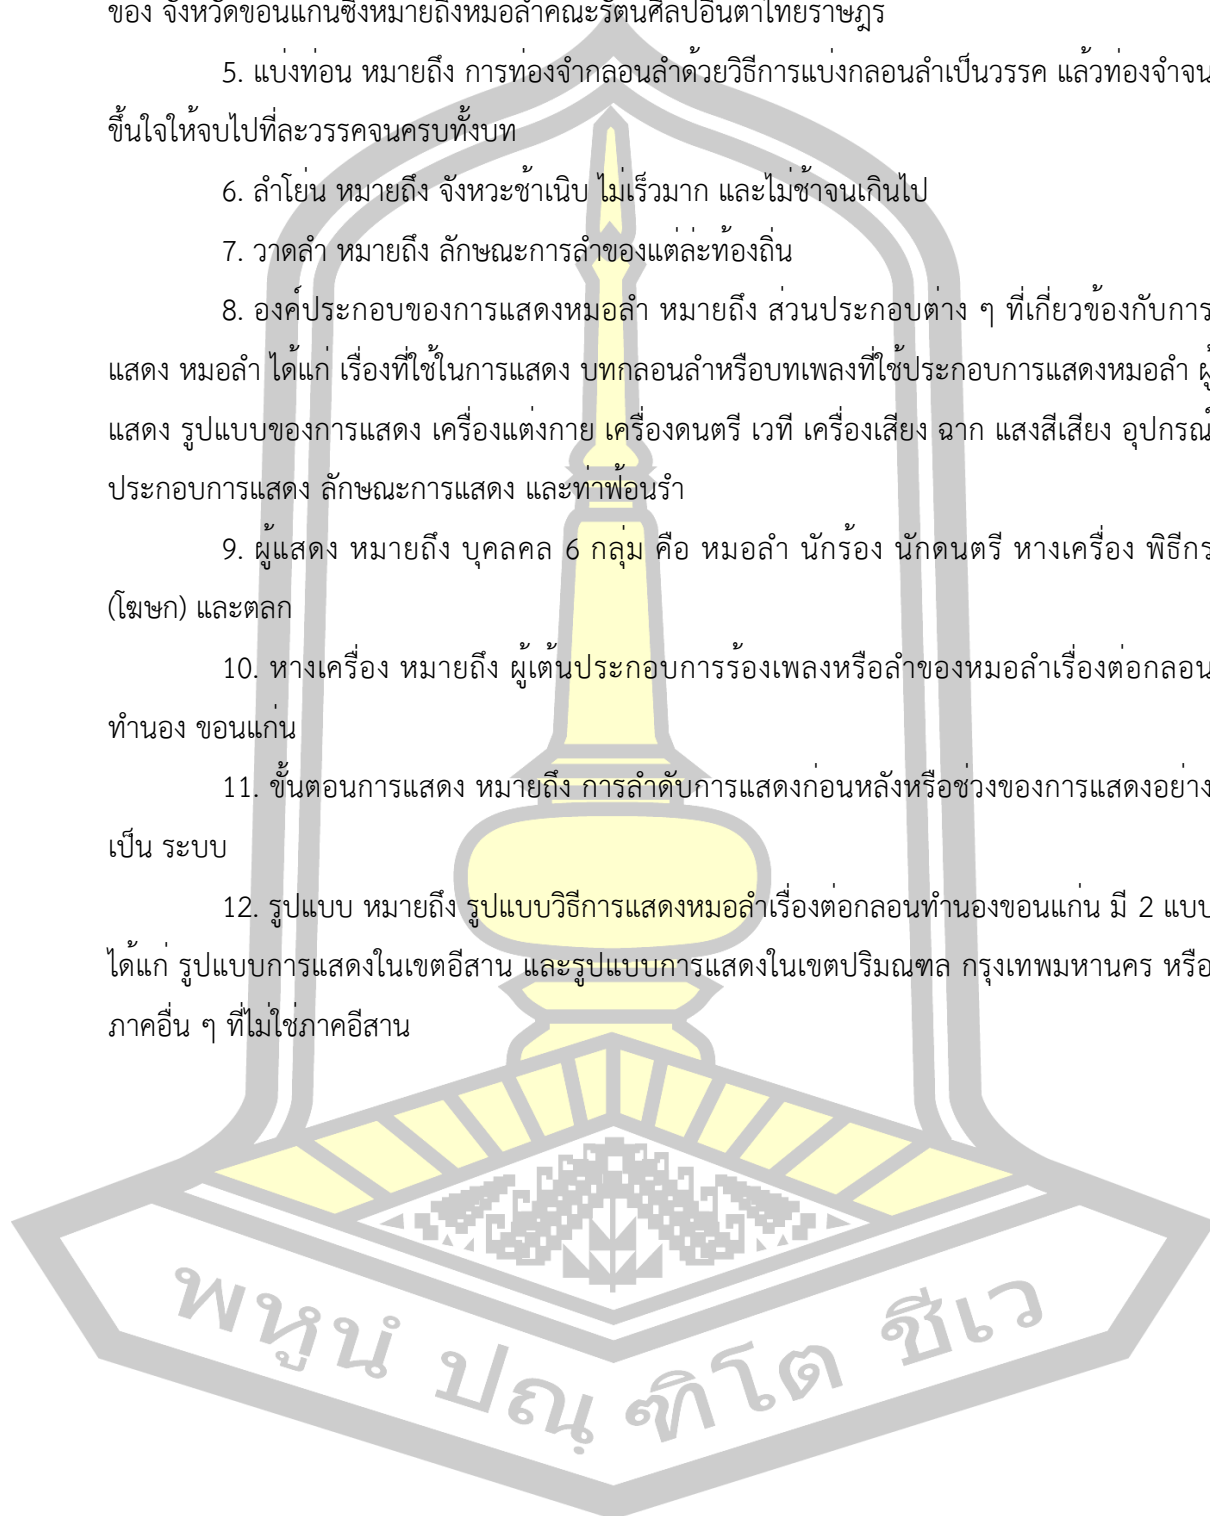 ของ จังหวัดขอนแก่นซึ่งหมายถึงหมอลำคณะรัตนศิลป์อินตาไทยราษฎร์
5. แบ่งท่อน หมายถึง การท่องจำกลอนลำด้วยวิธีการแบ่งกลอนลำเป็นวรรค แล้วท่องจำจน
ขึ้นใจให้จบไปที่ละวรรคจนครบทั้งบท
6. ลำโย่น หมายถึง จังหวะช้าเนิบ ไม่เร็วมาก และไม่ช้าจนเกินไป
7. วาดลำ หมายถึง ลักษณะการลำของแต่ล่ะท้องถิ่น
8. องค์ประกอบของการแสดงหมอลำ หมายถึง ส่วนประกอบต่าง ๆ ที่เกี่ยวข้องกับการ
แสดง หมอลำ ได้แก่ เรื่องที่ใช้ในการแสดง บทกลอนลำหรือบทเพลงที่ใช้ประกอบการแสดงหมอลำ ผู้
แสดง รูปแบบของการแสดง เครื่องแต่งกาย เครื่องดนตรี เวที เครื่องเสียง ฉาก แสงสีเสียง อุปกรณ์
ประกอบการแสดง ลักษณะการแสดง และท่าฟ้อนรำ
9. ผู้แสดง หมายถึง บุคลคล 6 กลุ่ม คือ หมอลำ นักร้อง นักดนตรี หางเครื่อง พิธีกร
(โฆษก) และตลก
10. หางเครื่อง หมายถึง ผู้เต้นประกอบการร้องเพลงหรือลำของหมอลำเรื่องต่อกลอน
ทำนอง ขอนแก่น
11. ขั้นตอนการแสดง หมายถึง การลำดับการแสดงก่อนหลังหรือช่วงของการแสดงอย่าง
เป็น ระบบ
12. รูปแบบ หมายถึง รูปแบบวิธีการแสดงหมอลำเรื่องต่อกลอนทำนองขอนแก่น มี 2 แบบ
ได้แก่ รูปแบบการแสดงในเขตอีสาน และรูปแบบการแสดงในเขตปริมณฑล กรุงเทพมหานคร หรือ
ภาคอื่น ๆ ที่ไม่ใช่ภาคอีสาน
พหูนํ ปณฺฑิโต ชีเว